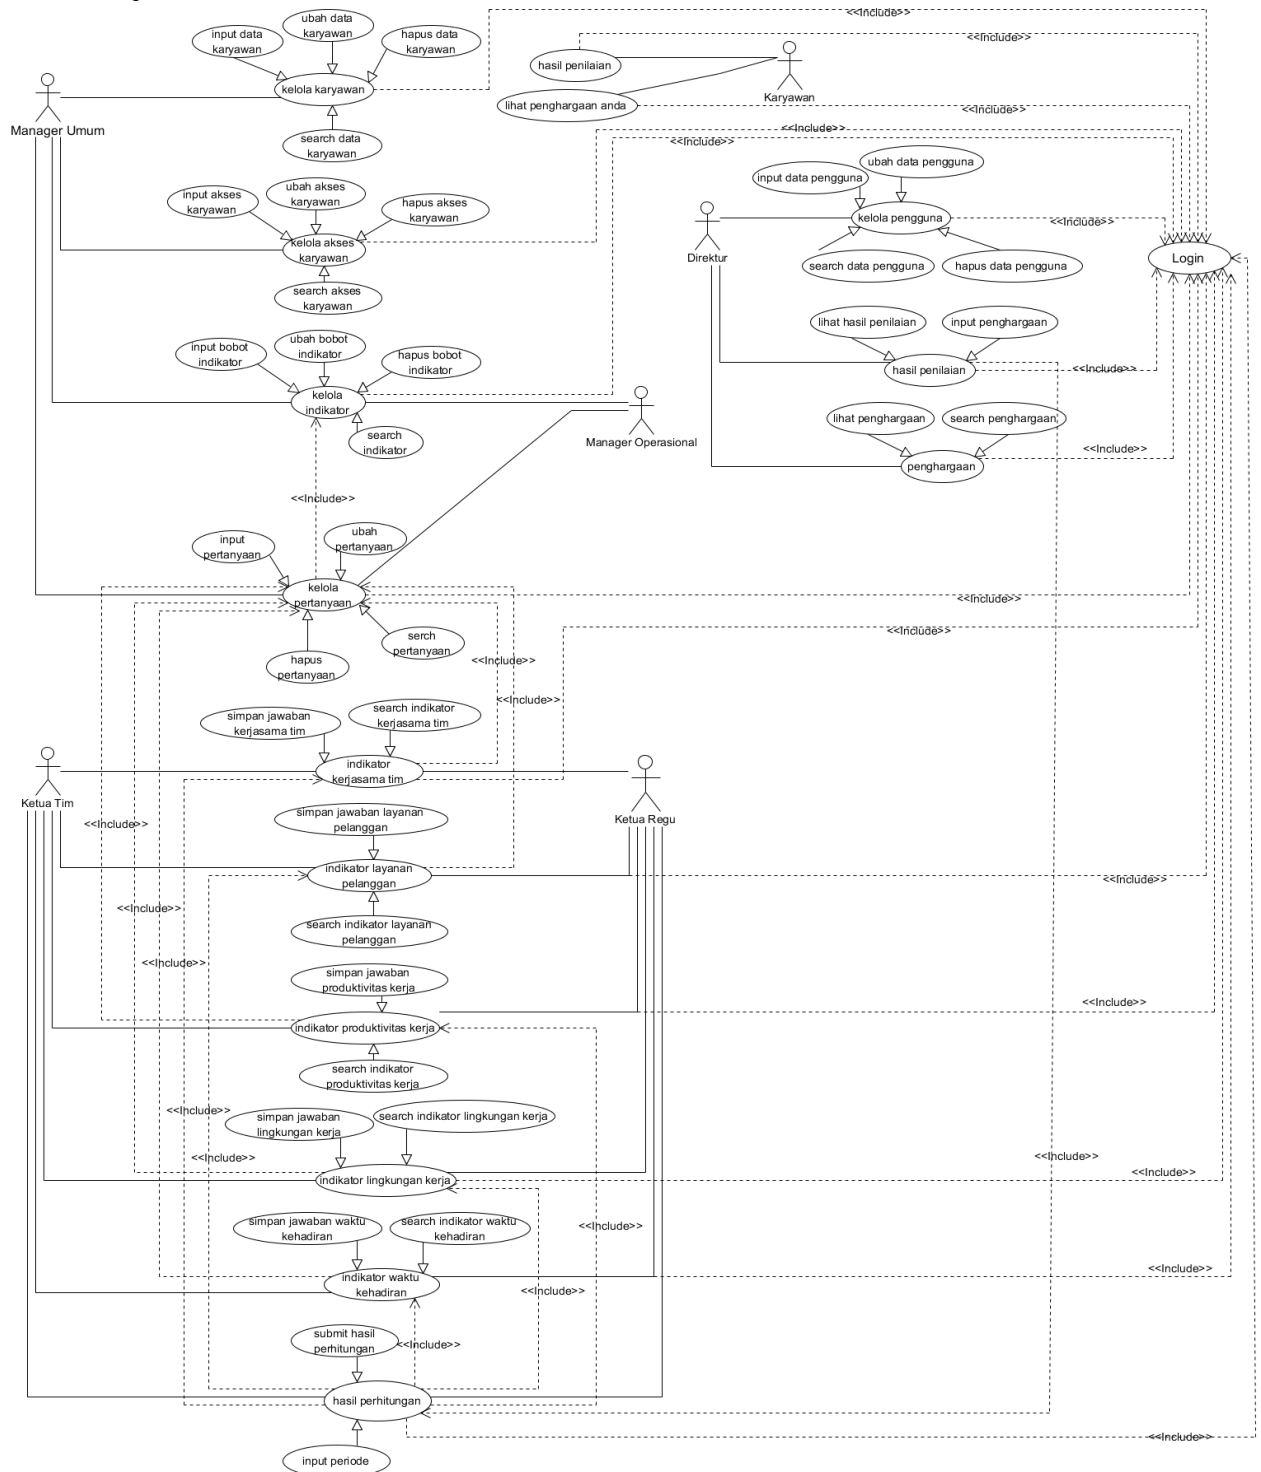 ubah data
karyawan
input data
karyawan
hapus data
karyawan
kelola karyawan
search data
karyawan
Manager Umum
<<Include>>
<<Include>>
hasil penilaian
lihat penghargaan anda
Karyawan
<<Include>>
<<Include>>
<<Include>>
input akses
karyawan
ubah akses
karyawan
hapus akses
karyawan
kelola akses
karyawan
search akses
karyawan
ubah data pengguna
input data pengguna
kelola pengguna
<<Include>>
Direktur
search data pengguna
hapus data pengguna
Login
lihat hasil penilaian
input penghargaan
hasil penilaian
<<Include>>
input bobot
indikator
ubah bobot
indikator
hapus bobot
indikator
kelola
indikator
search
indikator
Manager Operasional
lihat penghargaan
search penghargaan
<<Include>>
penghargaan
<<Include>>
input
pertanyaan
ubah
pertanyaan
kelola
pertanyaan
<<Include>>
hapus
pertanyaan
serch
pertanyaan
<<Include>>
<<Include>>
<<Include>>
simpan jawaban
kerjasama tim
search indikator
kerjasama tim
indikator
kerjasama tim
Ketua Tim
Ketua Regu
<<Include>>
simpan jawaban layanan
pelanggan
indikator layanan
pelanggan
<<Include>>
<<Include>>
search indikator layanan
pelanggan
<<Include>>
simpan jawaban
produktivitas kerja
<<Include>>
indikator produktivitas kerja
search indikator
produktivitas kerja
<<Include>>
simpan jawaban
lingkungan kerja
search indikator lingkungan kerja
<<Include>>
<<Include>>
<<Include>>
indikator lingkungan kerja
simpan jawaban waktu
kehadiran
search indikator waktu
kehadiran
<<Include>>
indikator waktu
kehadiran
<<Include>>
<<Include>>
submit hasil
perhitungan
<<Include>>
hasil perhitungan
<<Include>>
input periode